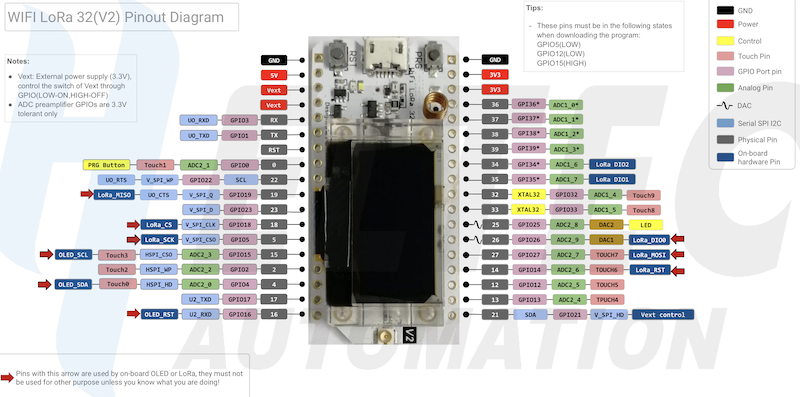 WIFI LoRa 32(V2) Pinout Diagram
Notes:
● Vext: External power supply (3.3V),
control the switch of Vext through
GPIO(LOW-ON,HIGH-OFF)
● ADC preamplifier GPIOs are 3.3V
tolerant only
Tips:
- These pins must be in the following states
when downloading the program:
GPIO5(LOW)
GPIO12(LOW)
GPIO15(HIGH)
GND
Power
Control
Touch Pin
GPIO Port pin
Analog Pin
DAC
Serial SPI I2C
Physical Pin
On-board
hardware Pin
GND
5V
Vext
Vext
UO_RXD GPIO3 RX
UO_TXD GPIO1 TX
RST
PRG Button Touch1 ADC2_1 GPIO0 0
UO_RTS V_SPI_WP GPIO22 SCL 22
LoRa_MISO UO_CTS V_SPI_Q GPIO19 19
V_SPI_D GPIO23 23
LoRa_CS V_SPI_CLK GPIO18 18
LoRa_SCK V_SPI_CSO GPIO5 5
OLED_SCL Touch3 HSPI_CSO ADC2_3 GPIO15 15
Touch2 HSPI_WP ADC2_2 GPIO2 2
OLED_SDA Touch0 HSPI_HD ADC2_0 GPIO4 4
U2_TXD GPIO17 17
OLED_RST U2_RXD GPIO16 16
RST
PRG
WiFi LoRa 32
V2
GND
3V3
3V3
36 GPI36* ADC1_0*
37 GPI37* ADC1_1*
38 GPI38* ADC1_2*
39 GPI39* ADC1_3*
34 GPI34* ADC1_6 LoRa DIO2
35 GPI35* ADC1_7 LoRa DIO1
32 XTAL32 GPIO32 ADC1_4 Touch9
33 XTAL32 GPIO33 ADC1_5 Touch8
25 GPIO25 ADC2_8 DAC2 LED
26 GPIO26 ADC2_9 DAC1 LoRa_DIO0
27 GPIO27 ADC2_7 TOUCH7 LoRa_MOSI
14 GPIO14 ADC2_6 TOUCH6 LoRa_RST
12 GPIO12 ADC2_5 TOUCH5
13 GPIO13 ADC2_4 TPUCH4
21 SDA GPIO21 V_SPI_HD Vext control
AUTOMATION
Pins with this arrow are used by on-board OLED or LoRa, they must not
be used for other purpose unless you know what you are doing!